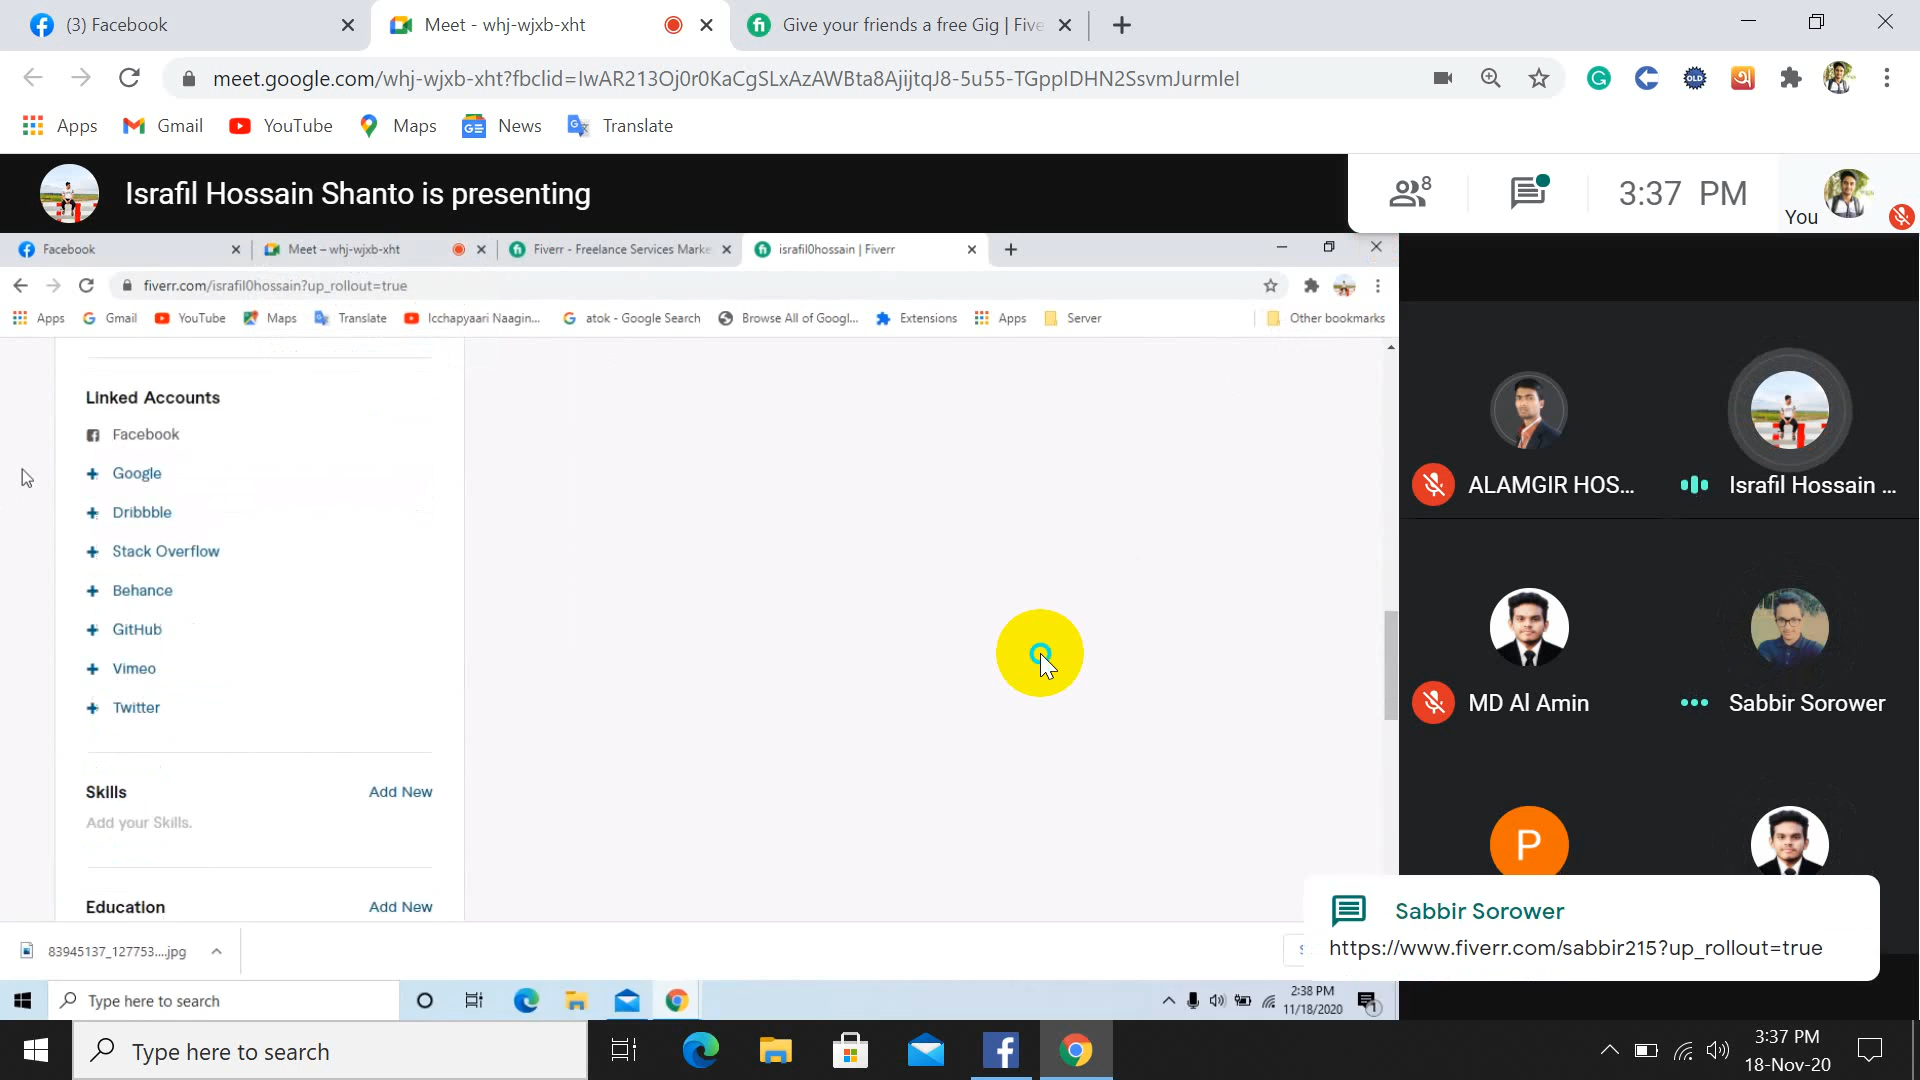 (3) Facebook
Meet - whj-wjxb-xht
Give your friends a free Gig | Five
meet.google.com/whj-wjxb-xht?fbclid=IwAR213Oj0r0KaCgSLxAzAWBta8AjijtqJ8-5u55-TGppIDHN2SsvmJurmleI
OLD
অ
Apps
Gmail
YouTube
Maps
News
Translate
Israfil Hossain Shanto is presenting
8
3:37 PM
You
Facebook
Meet – whj-wjxb-xht
Fiverr - Freelance Services Marke
israfil0hossain | Fiverr
fiverr.com/israfil0hossain?up_rollout=true
Apps
Gmail
YouTube
Maps
Translate
Icchapyaari Naagin...
atok - Google Search
Browse All of Googl...
Extensions
Apps
Server
Other bookmarks
Linked Accounts
Facebook
Google
Dribbble
Stack Overflow
Behance
GitHub
Vimeo
Twitter
Skills
Add New
Add your Skills.
Education
Add New
ALAMGIR HOS...
Israfil Hossain ...
MD Al Amin
Sabbir Sorower
P
Sabbir Sorower
https://www.fiverr.com/sabbir215?up_rollout=true
83945137_127753....jpg
Type here to search
2:38 PM
11/18/2020
1
Type here to search
3:37 PM
18-Nov-20